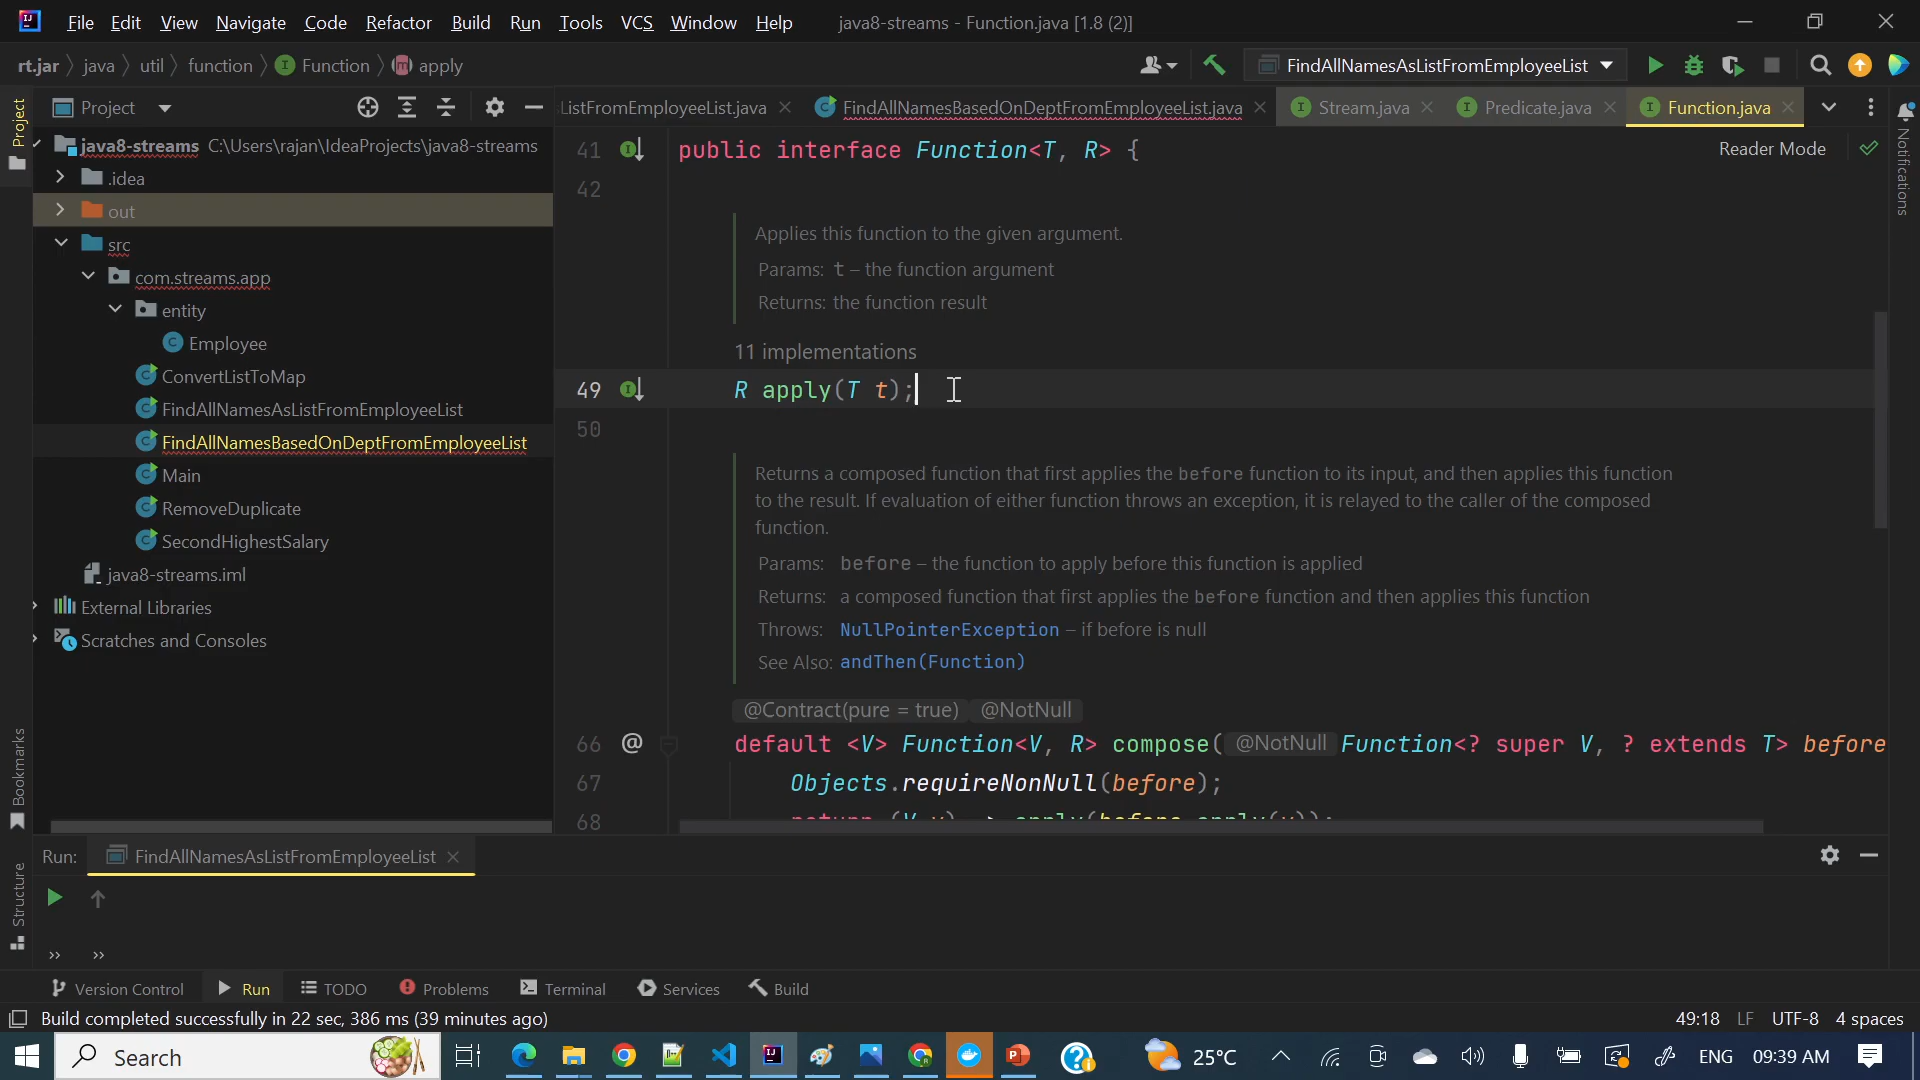 File Edit View Navigate Code Refactor Build Run Tools VCS Window Help java8-streams - Function.java [1.8 (2)]
rt.jar java util function Function apply FindAllNamesAsListFromEmployeeList
Project ListFromEmployeeList.java FindAllNamesBasedOnDeptFromEmployeeList.java Stream.java Predicate.java Function.java
Project
Notifications
Bookmarks
Structure
java8-streams C:\Users\rajan\IdeaProjects\java8-streams
.idea
out
src
com.streams.app
entity
Employee
ConvertListToMap
FindAllNamesAsListFromEmployeeList
FindAllNamesBasedOnDeptFromEmployeeList
Main
RemoveDuplicate
SecondHighestSalary
java8-streams.iml
External Libraries
Scratches and Consoles
41 public interface Function<T, R> { Reader Mode
42
Applies this function to the given argument.
Params: t – the function argument
Returns: the function result
11 implementations
49 R apply(T t);
50
Returns a composed function that first applies the before function to its input, and then applies this function
to the result. If evaluation of either function throws an exception, it is relayed to the caller of the composed
function.
Params: before – the function to apply before this function is applied
Returns: a composed function that first applies the before function and then applies this function
Throws: NullPointerException – if before is null
See Also: andThen(Function)
@Contract(pure = true) @NotNull
66 @ default <V> Function<V, R> compose( @NotNull Function<? super V, ? extends T> before
67 Objects.requireNonNull(before);
68 return (V v) -> apply(before.apply(v));
Run: FindAllNamesAsListFromEmployeeList
Version Control Run TODO Problems Terminal Services Build
Build completed successfully in 22 sec, 386 ms (39 minutes ago) 49:18 LF UTF-8 4 spaces
Search 25°C ENG 09:39 AM